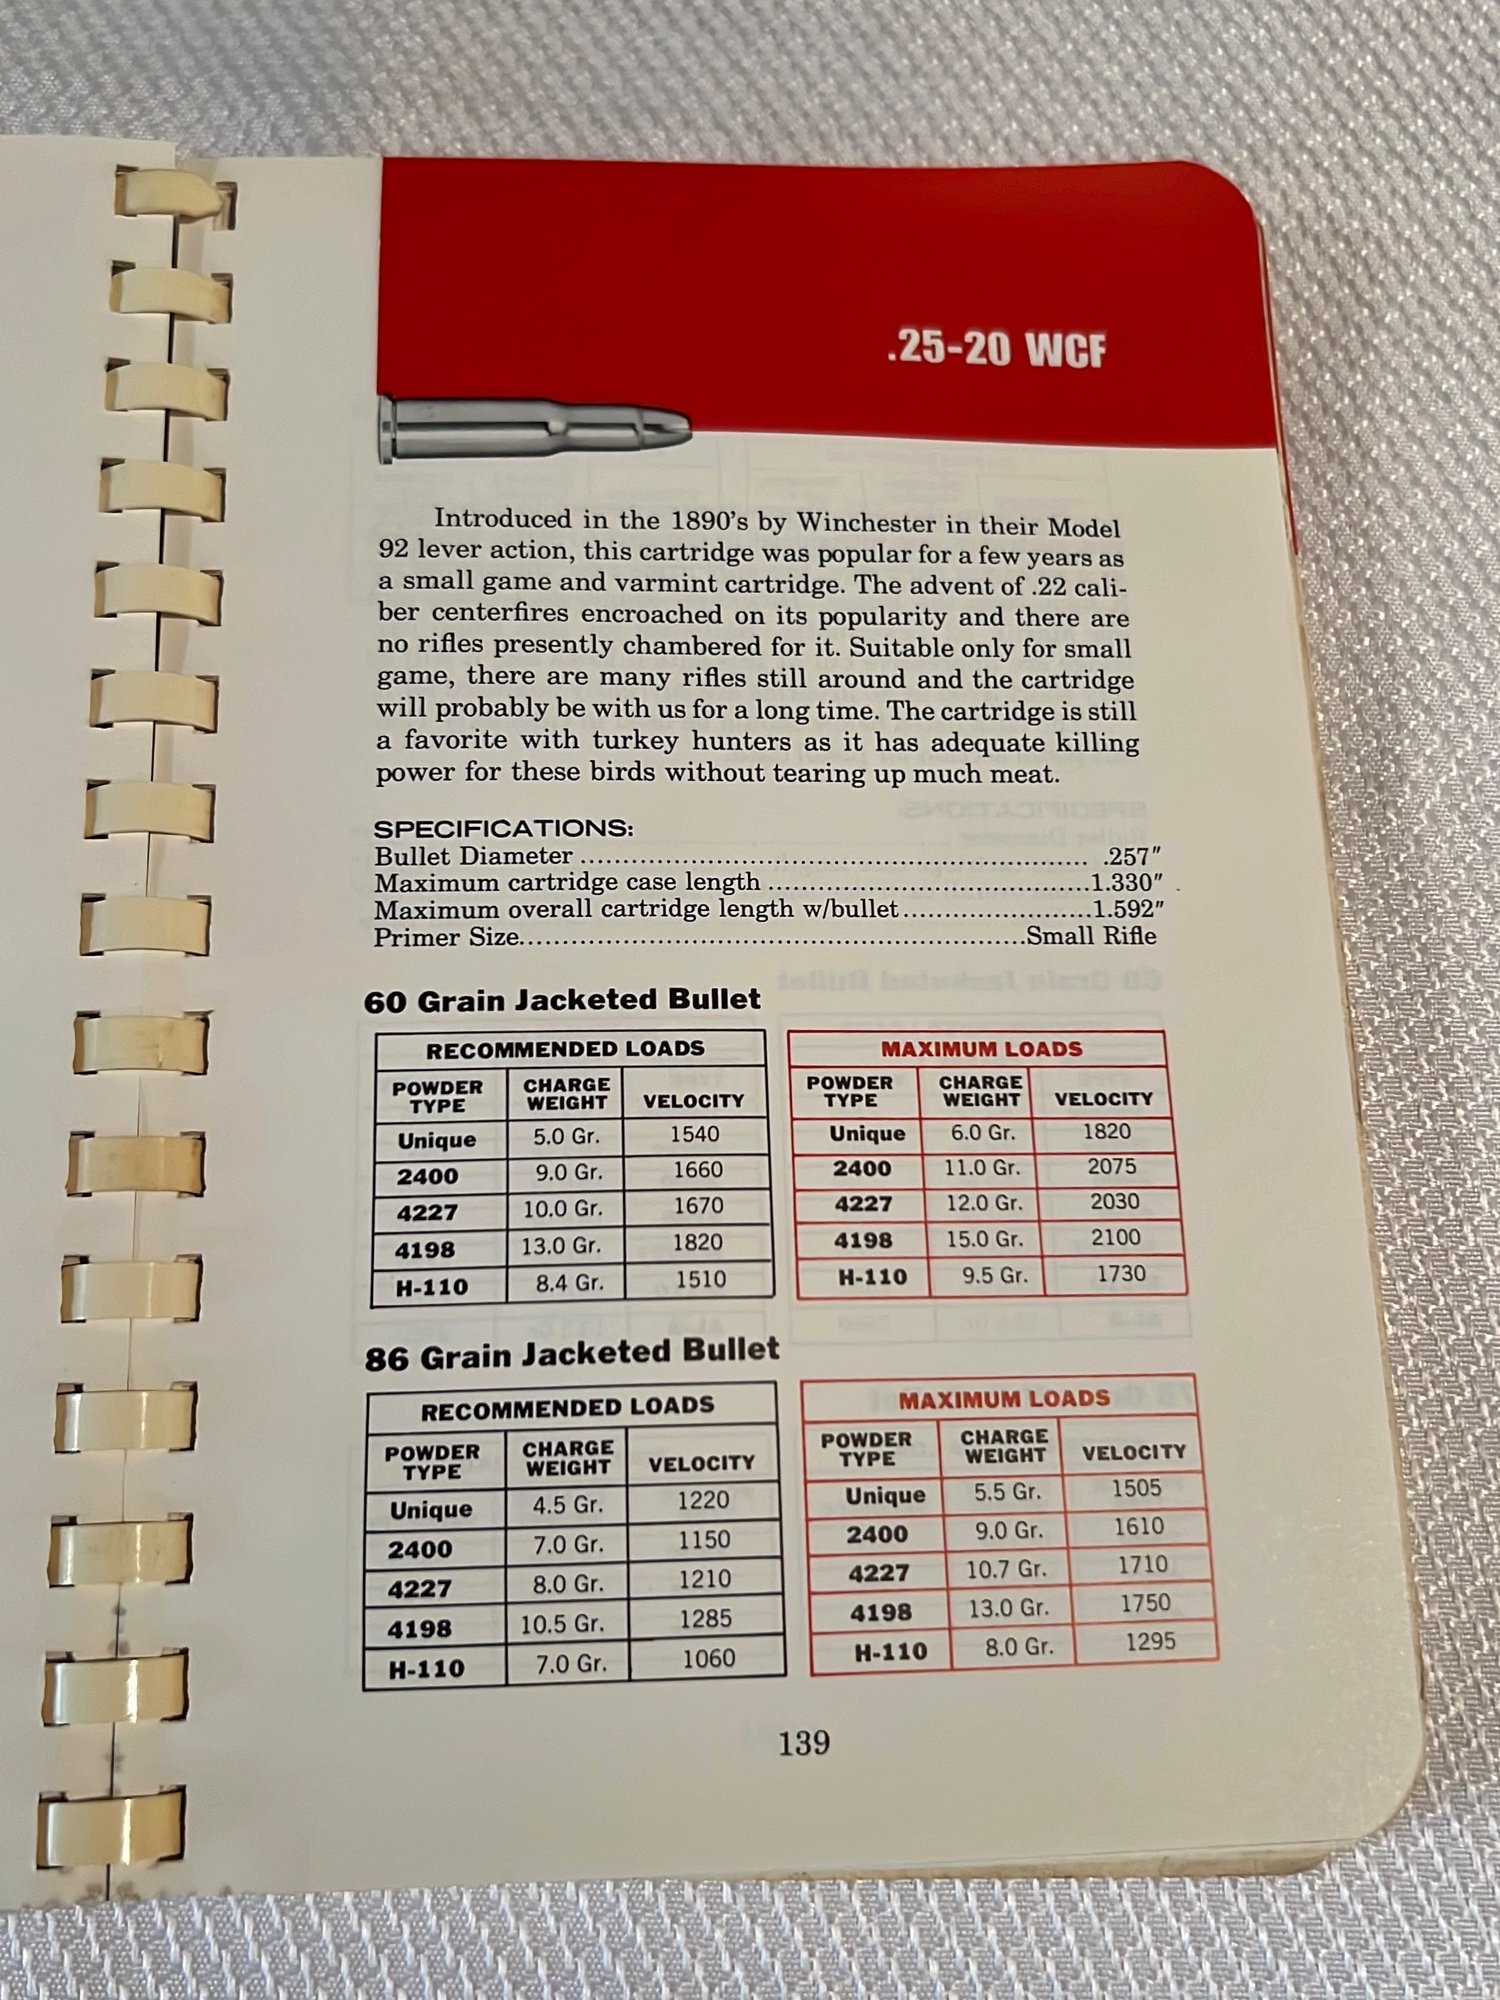 .25-20 WCF
Introduced in the 1890's by Winchester in their Model
92 lever action, this cartridge was popular for a few years as
a small game and varmint cartridge. The advent of .22 cali-
ber centerfires encroached on its popularity and there are
no rifles presently chambered for it. Suitable only for small
game, there are many rifles still around and the cartridge
will probably be with us for a long time. The cartridge is still
a favorite with turkey hunters as it has adequate killing
power for these birds without tearing up much meat.
SPECIFICATIONS:
Bullet Diameter ............................................................ .257"
Maximum cartridge case length ......................................1.330"
Maximum overall cartridge length w/bullet......................1.592"
Primer Size............................................................Small Rifle
60 Grain Jacketed Bullet
RECOMMENDED LOADS
POWDER TYPE CHARGE WEIGHT VELOCITY
Unique 5.0 Gr. 1540
2400 9.0 Gr. 1660
4227 10.0 Gr. 1670
4198 13.0 Gr. 1820
H-110 8.4 Gr. 1510
MAXIMUM LOADS
POWDER TYPE CHARGE WEIGHT VELOCITY
Unique 6.0 Gr. 1820
2400 11.0 Gr. 2075
4227 12.0 Gr. 2030
4198 15.0 Gr. 2100
H-110 9.5 Gr. 1730
86 Grain Jacketed Bullet
RECOMMENDED LOADS
POWDER TYPE CHARGE WEIGHT VELOCITY
Unique 4.5 Gr. 1220
2400 7.0 Gr. 1150
4227 8.0 Gr. 1210
4198 10.5 Gr. 1285
H-110 7.0 Gr. 1060
MAXIMUM LOADS
POWDER TYPE CHARGE WEIGHT VELOCITY
Unique 5.5 Gr. 1505
2400 9.0 Gr. 1610
4227 10.7 Gr. 1710
4198 13.0 Gr. 1750
H-110 8.0 Gr. 1295
139